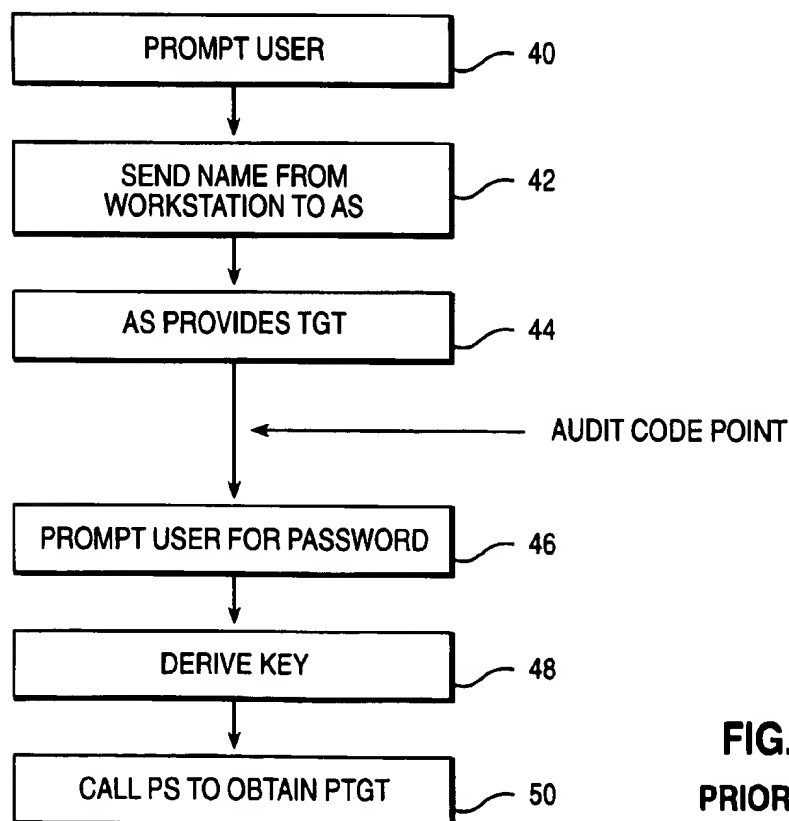 PROMPT USER
40
SEND NAME FROM
WORKSTATION TO AS
42
AS PROVIDES TGT
44
AUDIT CODE POINT
PROMPT USER FOR PASSWORD
46
DERIVE KEY
48
CALL PS TO OBTAIN PTGT
50
FIG.
PRIOR